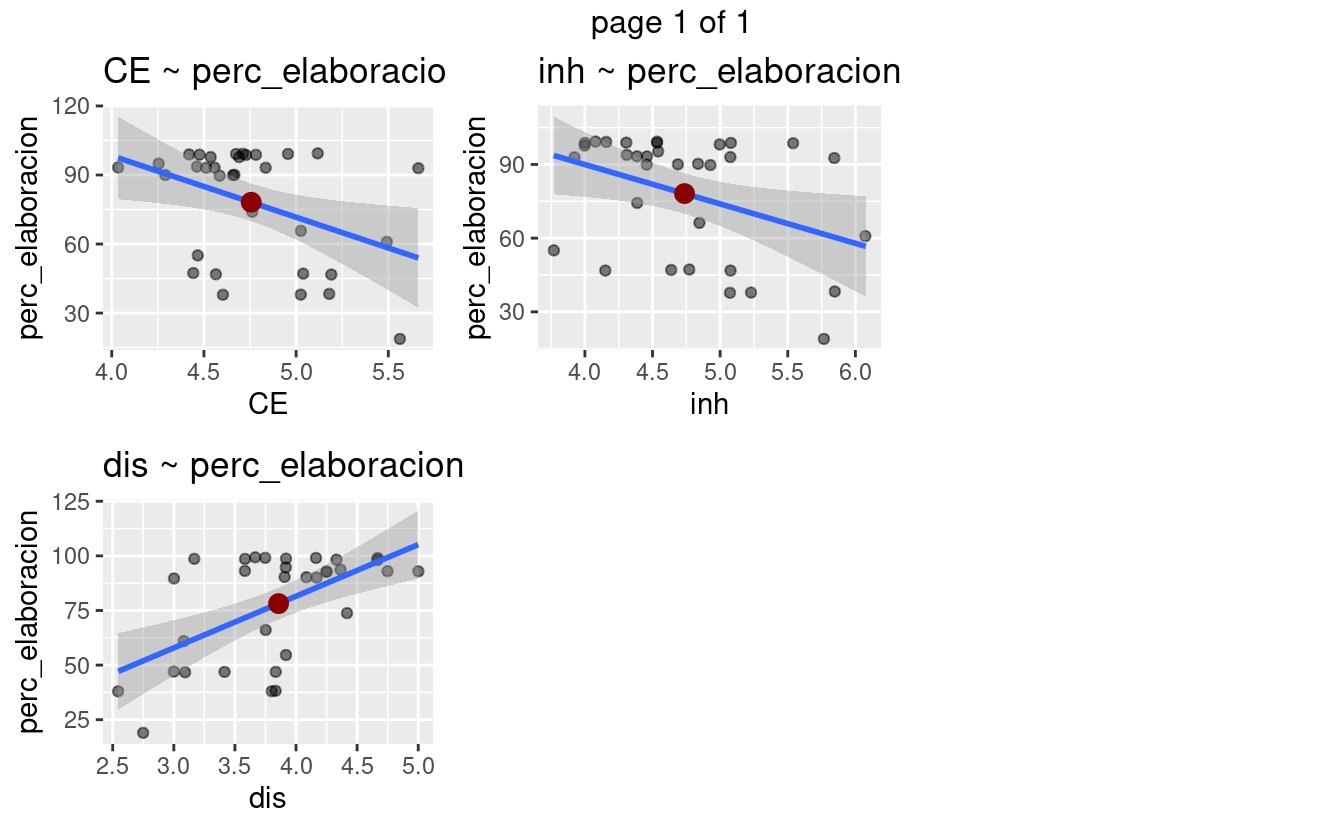 page 1 of 1
CE ~ perc_elaboracio
perc_elaboracion
120
90
60
30
4.0 4.5 5.0 5.5
CE
inh ~ perc_elaboracion
perc_elaboracion
90
60
30
4.0 4.5 5.0 5.5 6.0
inh
dis ~ perc_elaboracion
perc_elaboracion
125
100
75
50
25
2.5 3.0 3.5 4.0 4.5 5.0
dis